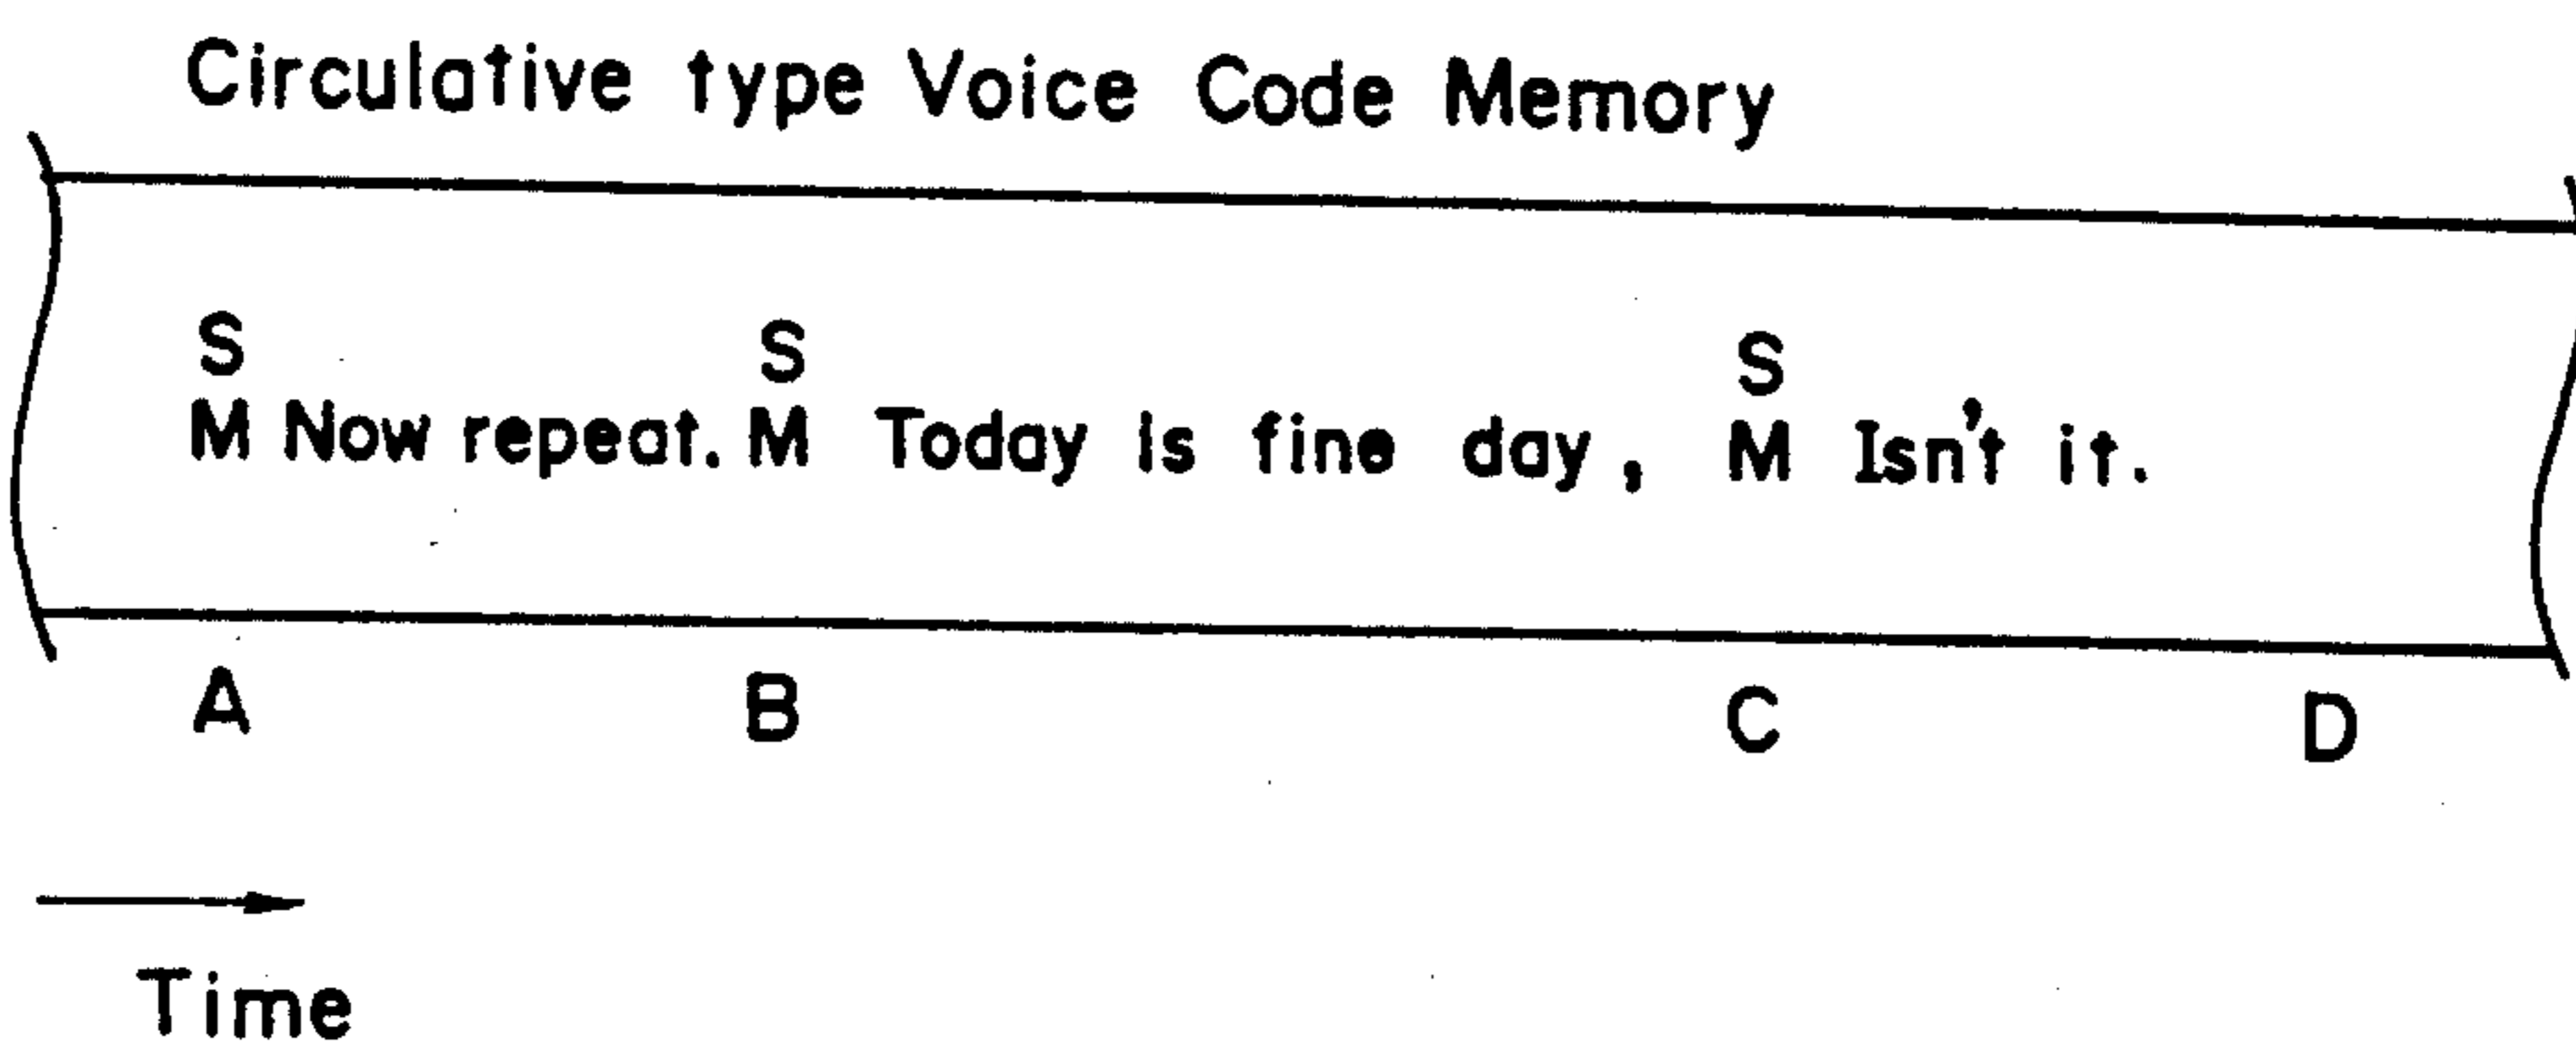 Circulative type Voice Code Memory
S S S
M Now repeat. M Today is fine day, M Isn't it.
A B C D
Time